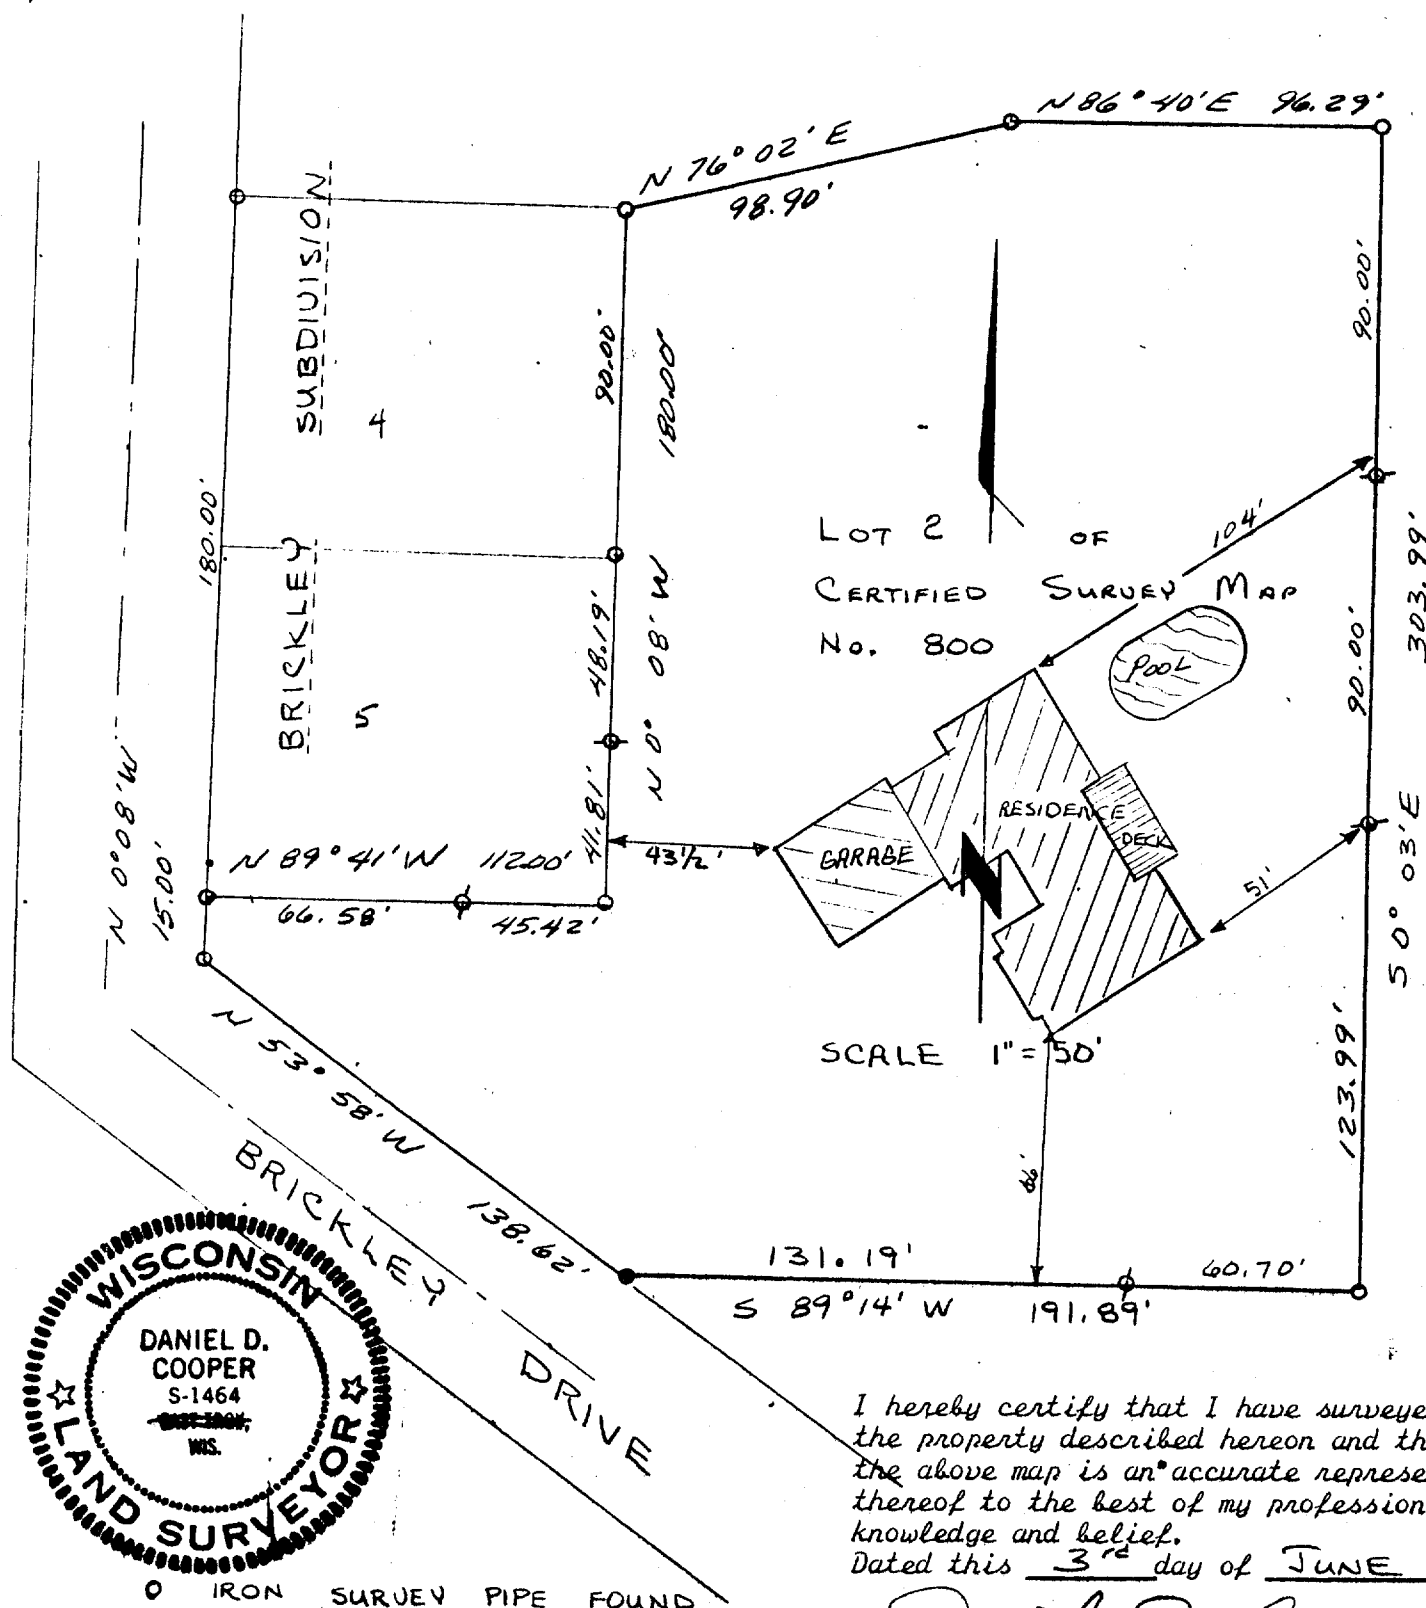 N 86° 40' E 96.29'
N 76° 02' E
98.90'
SUBDIVISION
BRICKLEY
4
5
90.00'
180.00'
90.00'
180.00'
48.19'
N 0° 08' W
41.81'
LOT 2 OF
CERTIFIED SURVEY MAP
No. 800
104'
POOL
90.00'
303.99'
S 0° 03' E
RESIDENCE
DECK
GARAGE
43 1/2'
51'
N 0° 08' W
15.00'
N 89° 41' W 112.00'
66.58'
45.42'
N 53° 58' W
138.62'
SCALE 1" = 50'
66'
123.99'
131.19'
60.70'
S 89° 14' W 191.89'
BRICKLEY
DRIVE
WISCONSIN
DANIEL D.
COOPER
S-1464
WIS.
LAND SURVEYOR
I hereby certify that I have surveye
the property described hereon and th
the above map is an accurate represe
thereof to the best of my profession
knowledge and belief.
Dated this 3rd day of JUNE
O IRON SURVEY PIPE FOUND